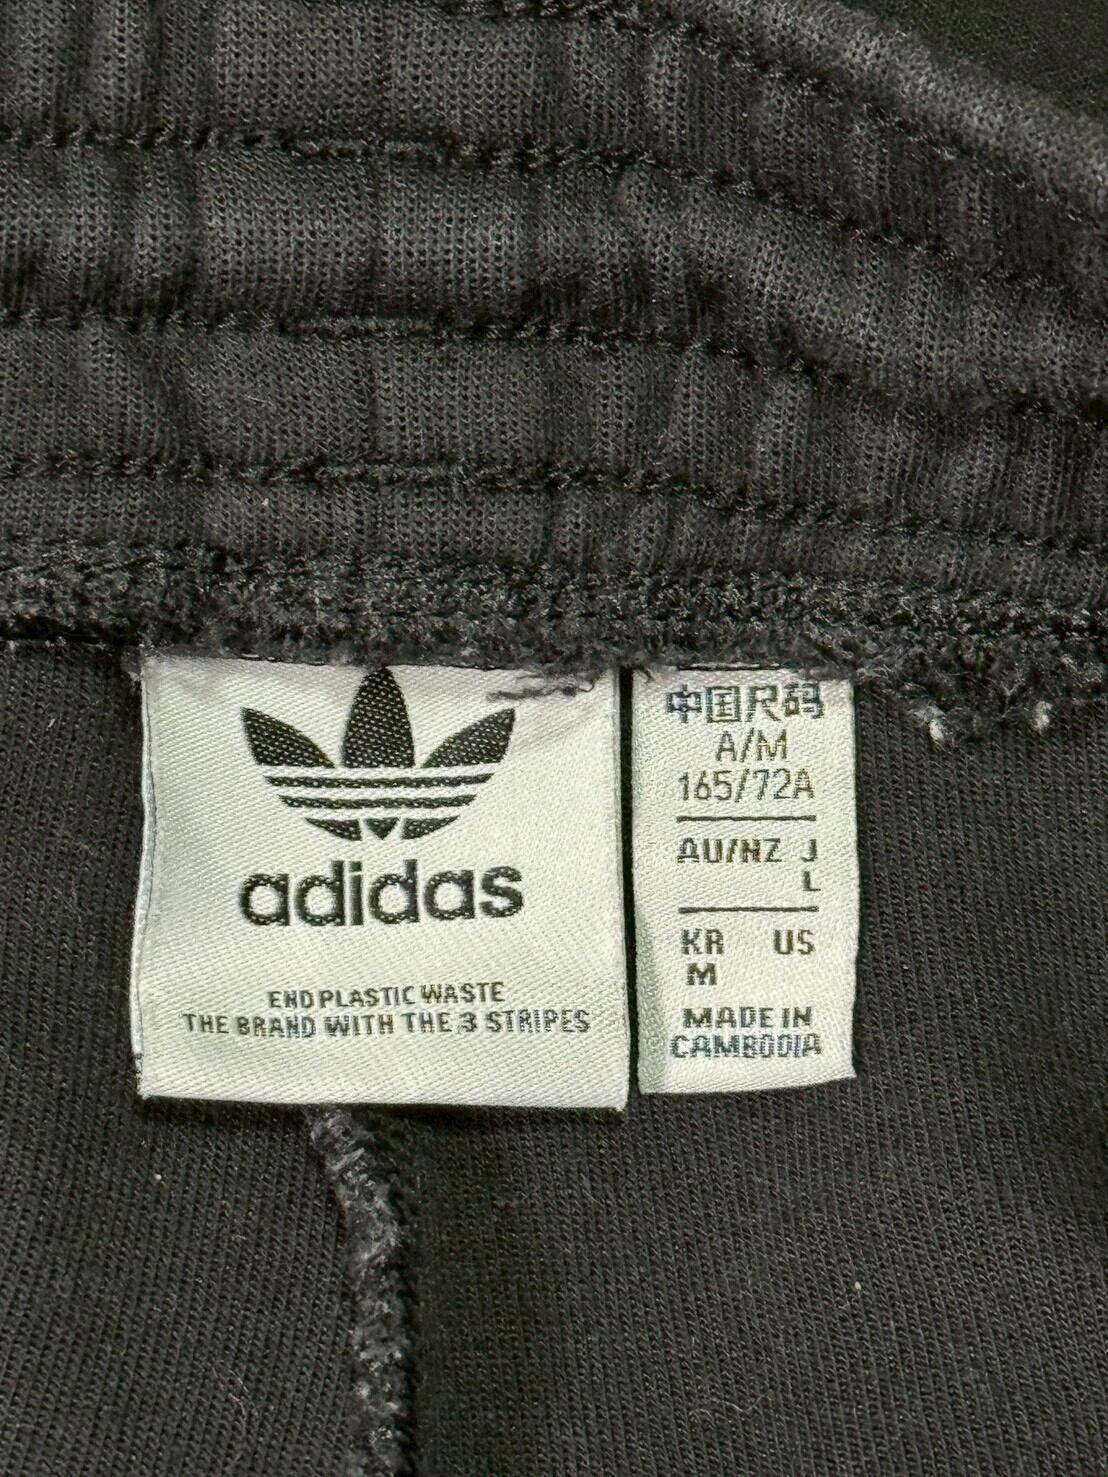 adidas
END PLASTIC WASTE
THE BRAND WITH THE 3 STRIPES
中国尺码
A/M
165/72A
AU/NZ J
L
KR US
M
MADE IN
CAMBODIA